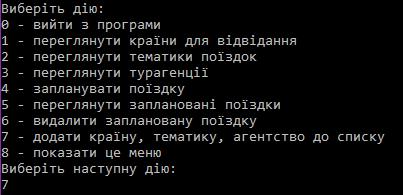 Виберіть дію:
0 - вийти з програми
1 - переглянути країни для відвідання
2 - переглянути тематики поїздок
3 - переглянути турагенції
4 - запланувати поїздку
5 - переглянути заплановані поїздки
6 - видалити заплановану поїздку
7 - додати країну, тематику, агентство до списку
8 - показати це меню
Виберіть наступну дію:
7